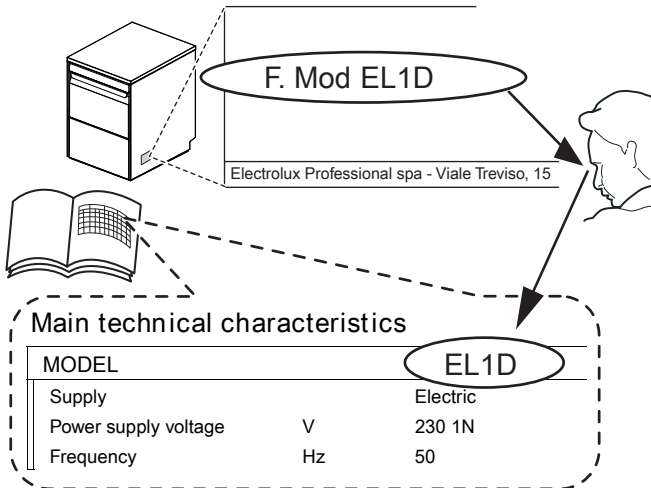 F. Mod EL1D
Electrolux Professional spa - Viale Treviso, 15
Main technical characteristics
MODEL EL1D
Supply Electric
Power supply voltage V 230 1N
Frequency Hz 50